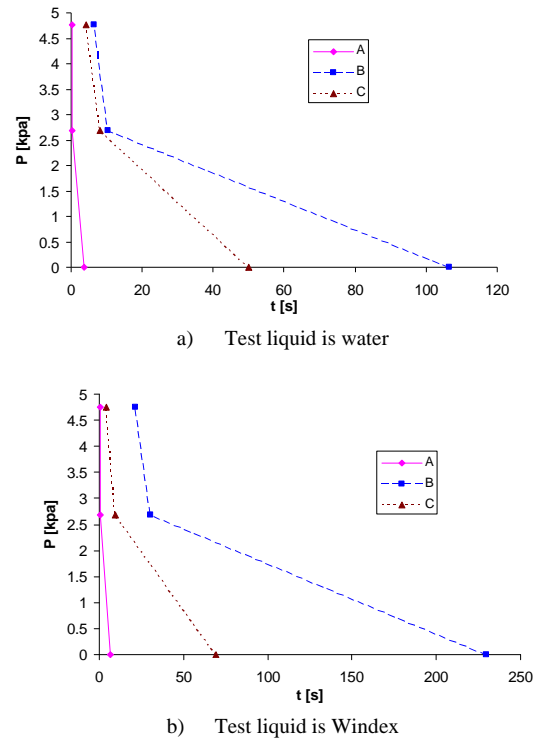 5
4.5
4
3.5
3
2.5
2
1.5
1
0.5
0
P [kpa]
A
B
C
0 20 40 60 80 100 120
t [s]
a) Test liquid is water
5
4.5
4
3.5
3
2.5
2
1.5
1
0.5
0
P [kpa]
A
B
C
0 50 100 150 200 250
t [s]
b) Test liquid is Windex